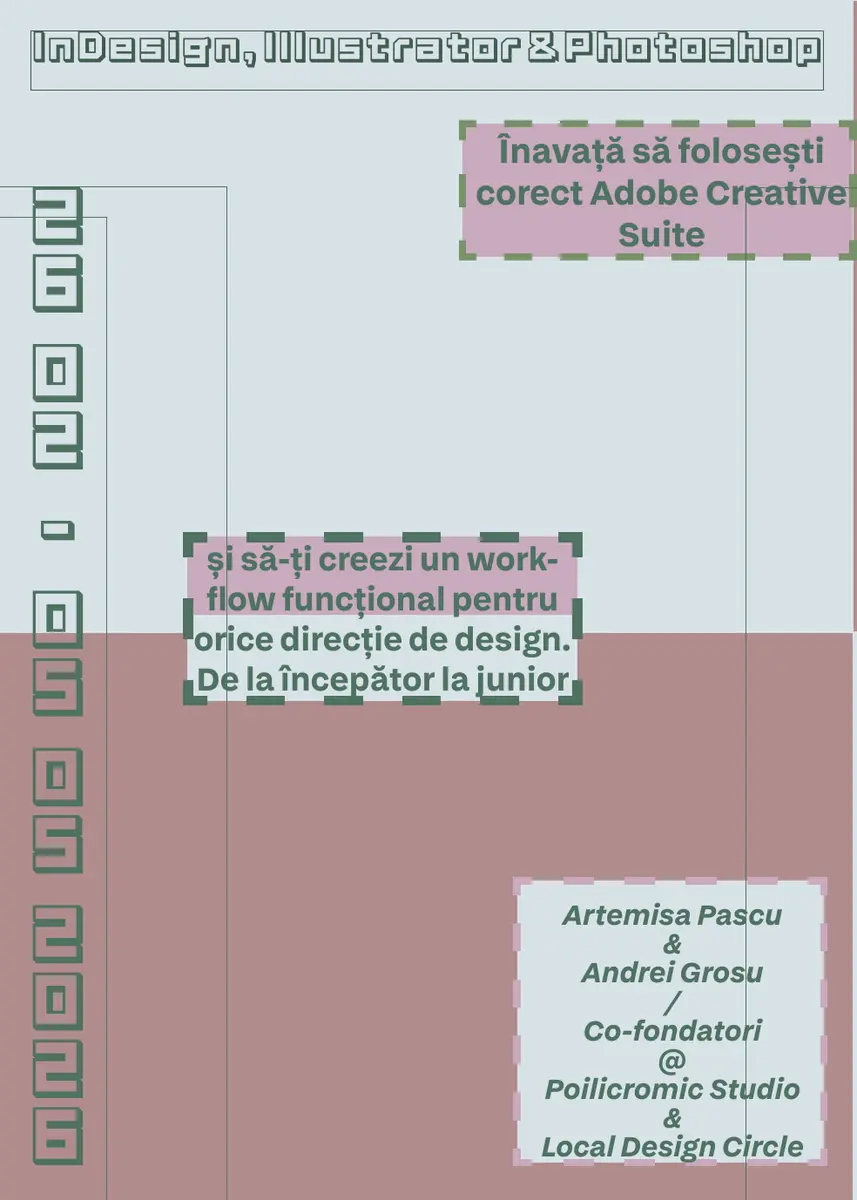 InDesign, Illustrator & Photoshop
Înavață să folosești
corect Adobe Creative
Suite
26 02 - 05 05 2026
și să-ți creezi un work-
flow funcțional pentru
orice direcție de design.
De la începător la junior
Artemisa Pascu
&
Andrei Grosu
/
Co-fondatori
@
Poilicromic Studio
&
Local Design Circle